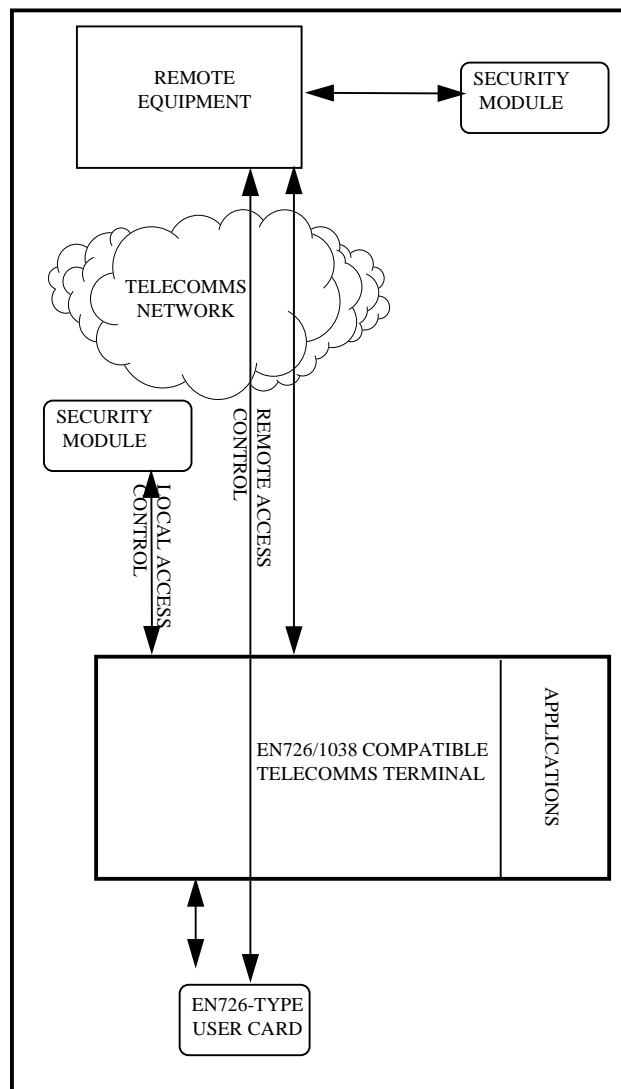 REMOTE
EQUIPMENT
SECURITY
MODULE
TELECOMMS
NETWORK
SECURITY
MODULE
REMOTE ACCESS
CONTROL
LOCAL ACCESS
CONTROL
EN726/1038 COMPATIBLE
TELECOMMS TERMINAL
APPLICATIONS
EN726-TYPE
USER CARD